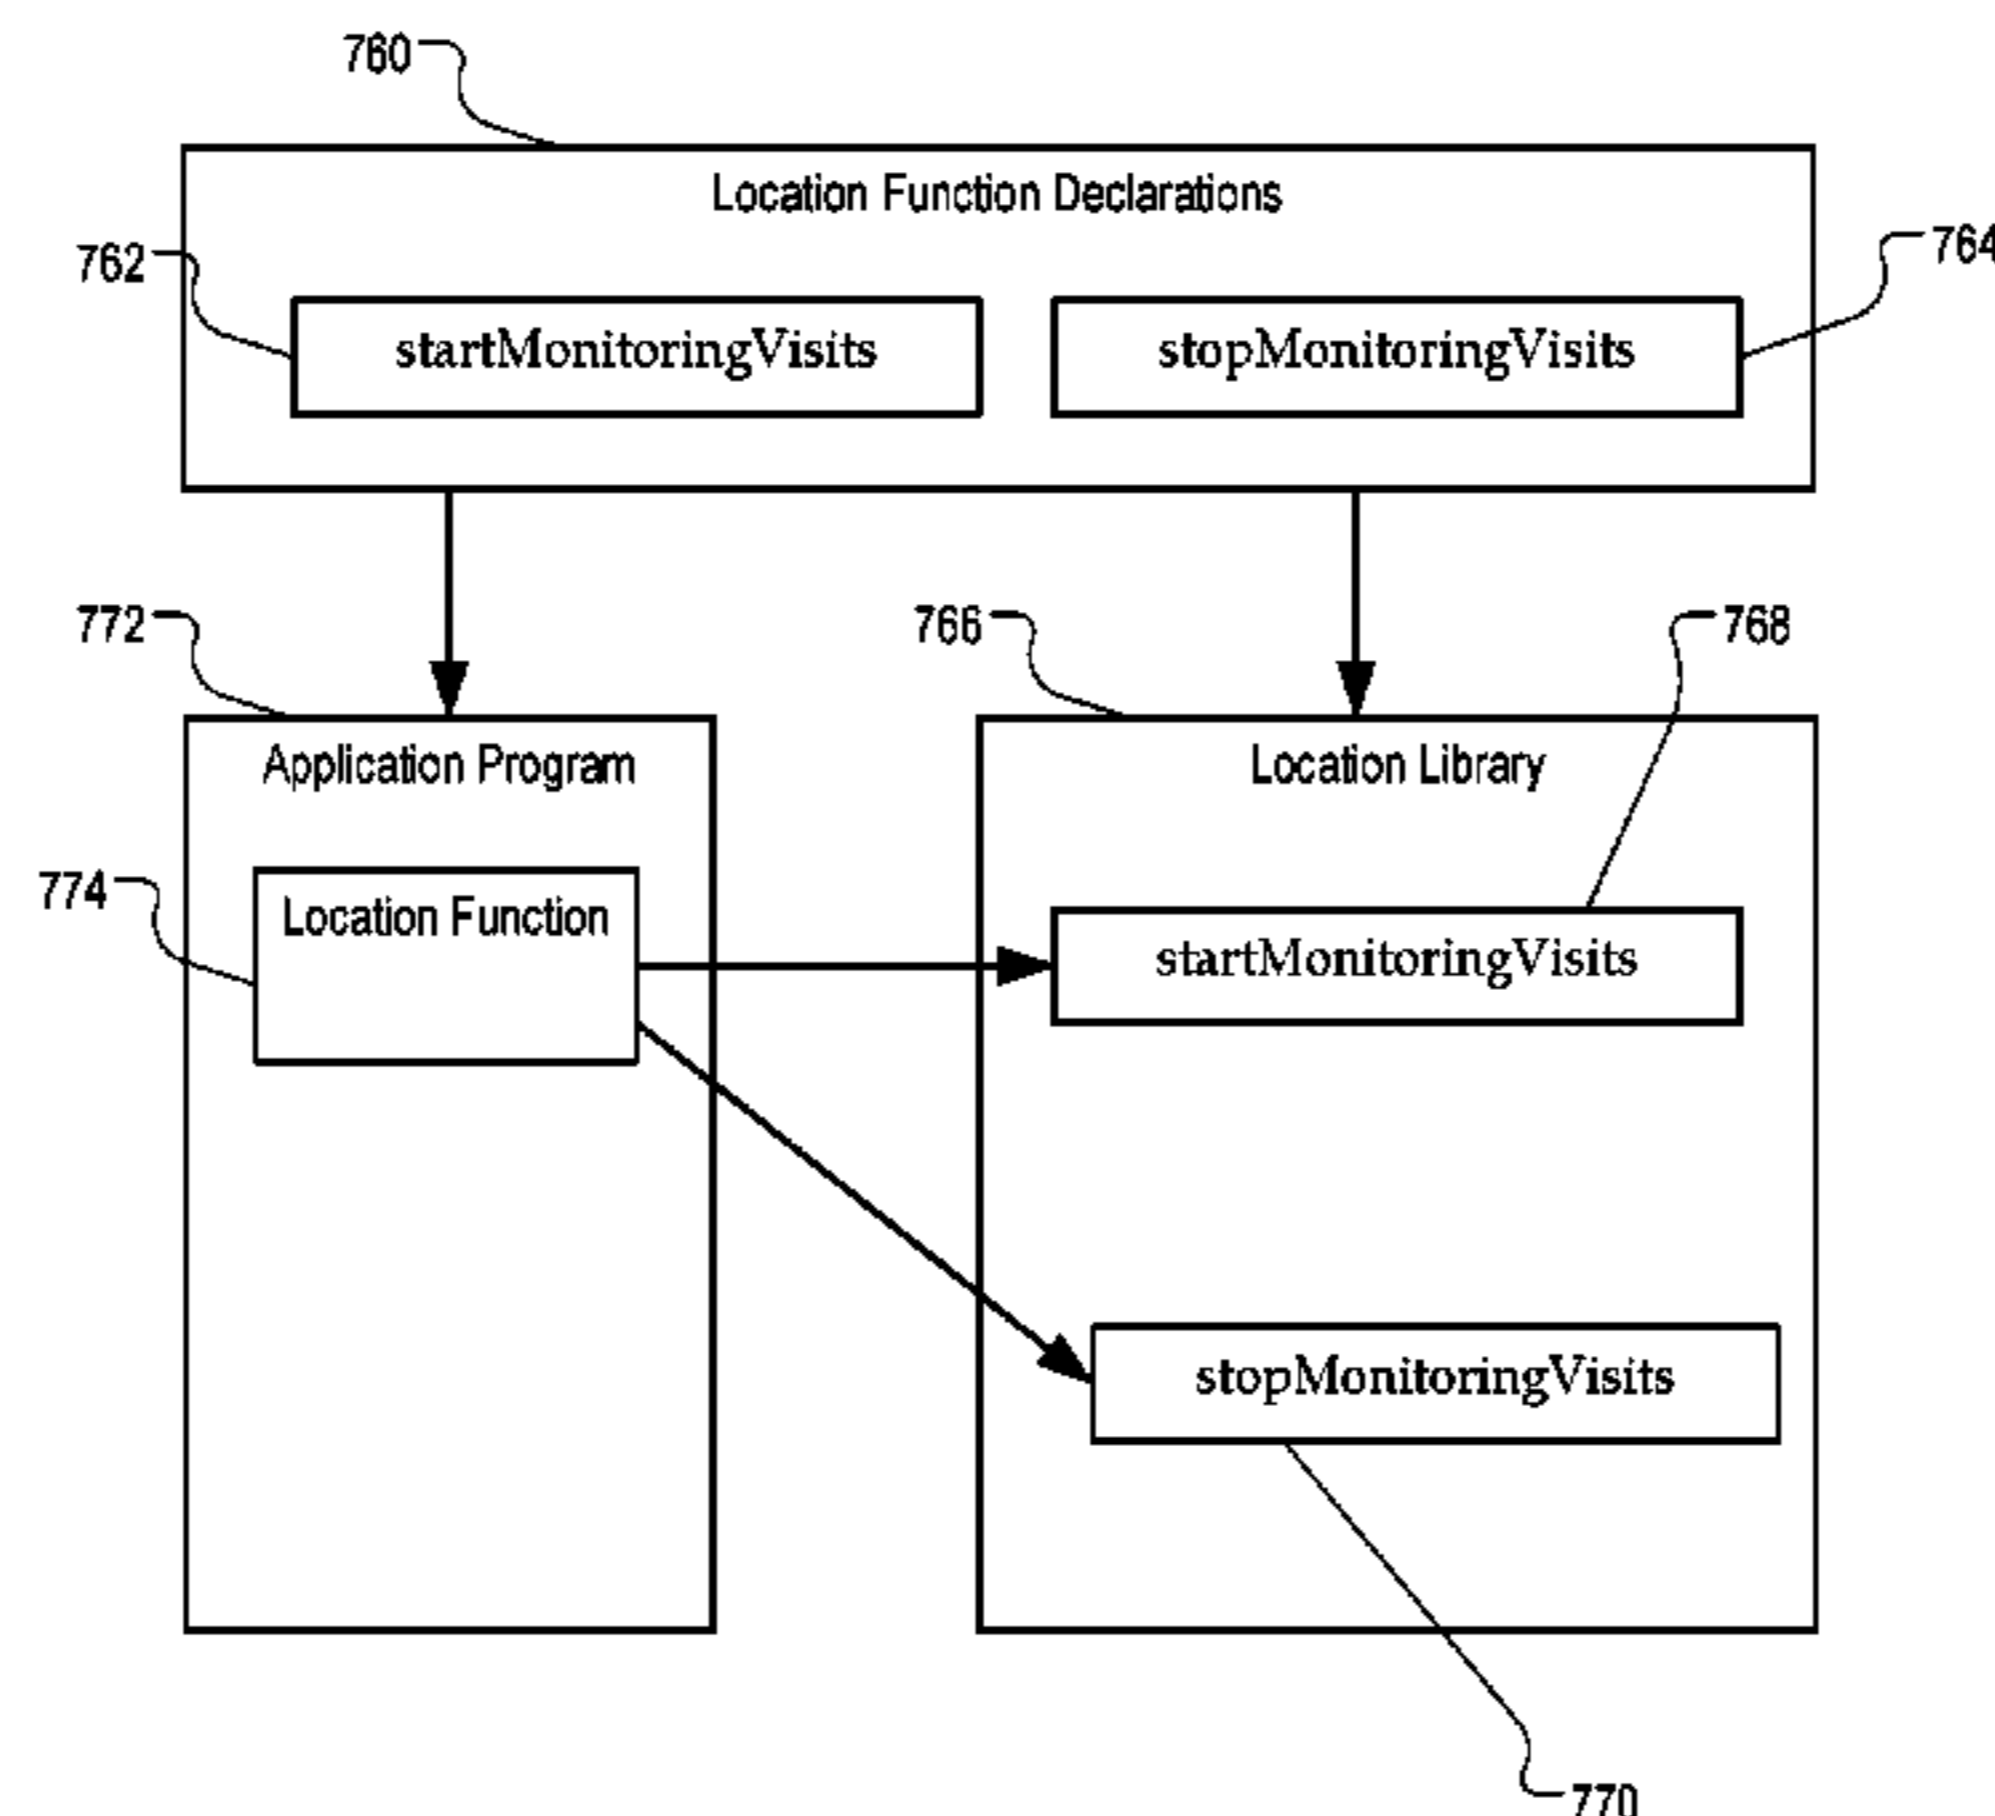 760
Location Function Declarations
762
764
startMonitoringVisits
stopMonitoringVisits
772
766
768
Application Program
Location Library
774
Location Function
startMonitoringVisits
stopMonitoringVisits
770